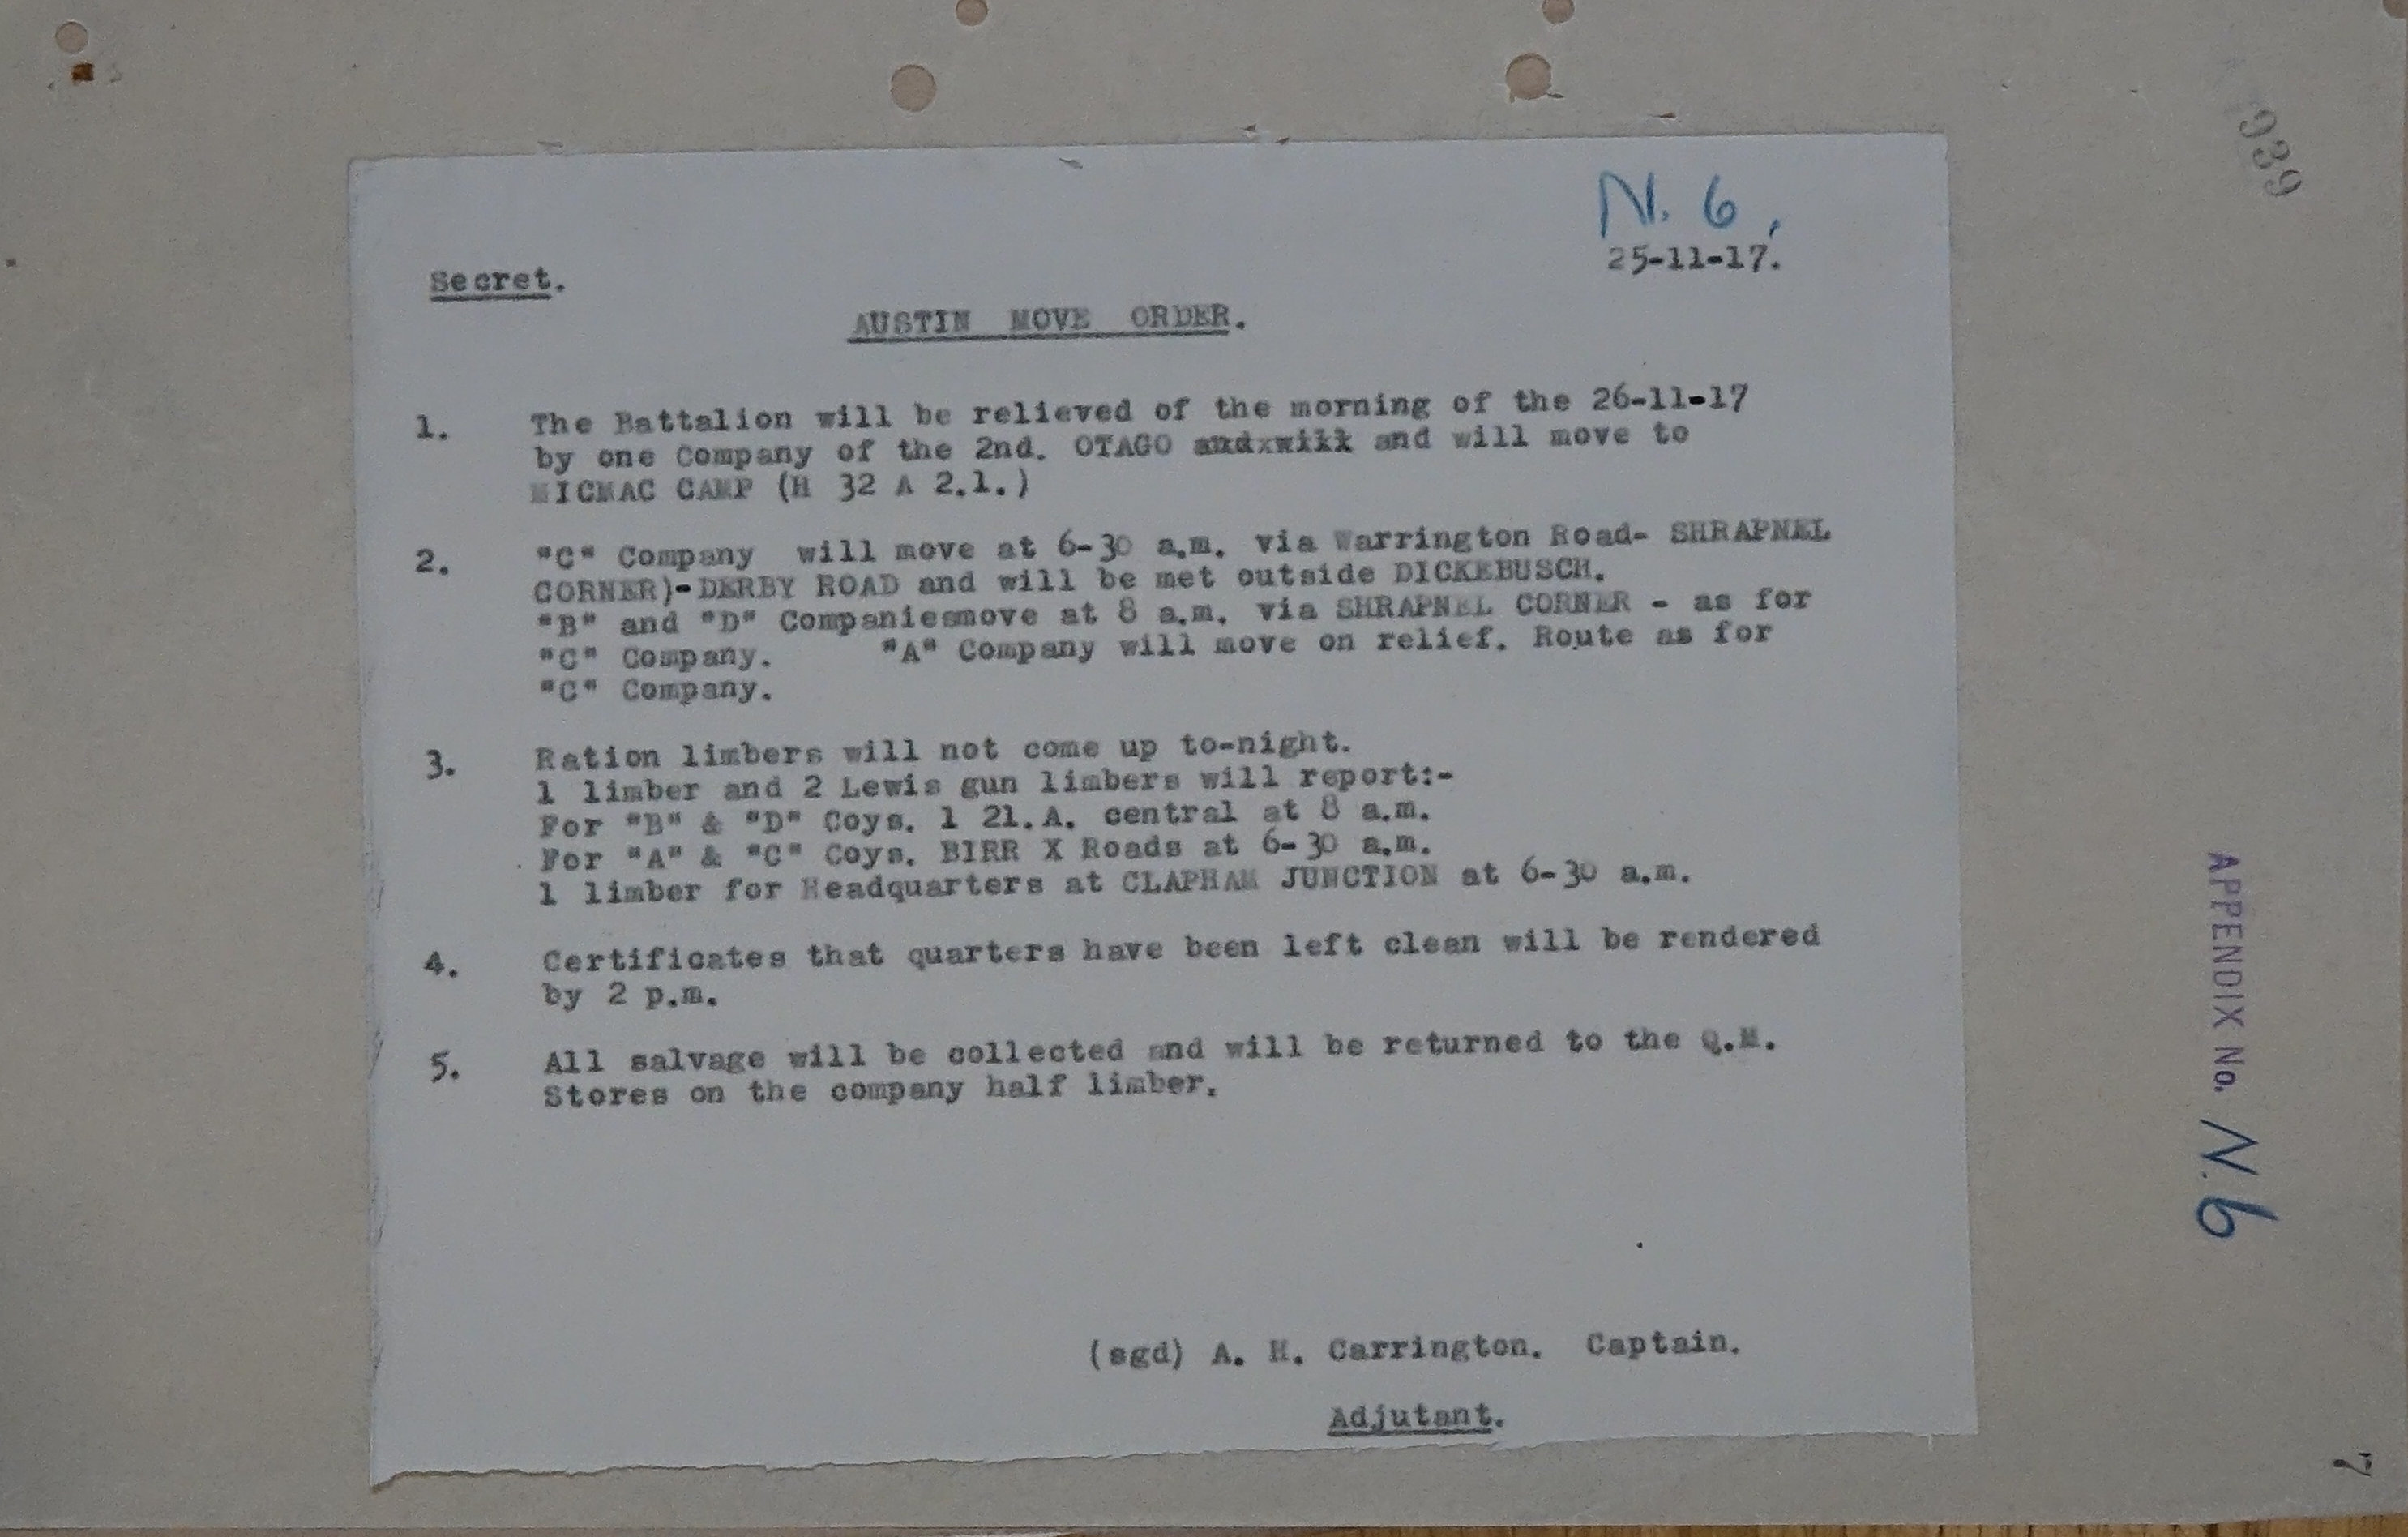 939
N. 6,
25-11-17.
Secret.
AUSTIN MOVE ORDER.
1. The Battalion will be relieved of the morning of the 26-11-17
by one Company of the 2nd. OTAGO andxwikk and will move to
MICMAC CAMP (H 32 A 2.1.)
2. "C" Company will move at 6-30 a.m. via Warrington Road- SHRAPNEL
CORNER)-DERBY ROAD and will be met outside DICKEBUSCH.
"B" and "D" Companiesmove at 8 a.m. via SHRAPNEL CORNER - as for
"C" Company. "A" Company will move on relief. Route as for
"C" Company.
3. Ration limbers will not come up to-night.
1 limber and 2 Lewis gun limbers will report:-
For "B" & "D" Coys. 1 21.A. central at 8 a.m.
For "A" & "C" Coys. BIRR X Roads at 6-30 a.m.
1 limber for Headquarters at CLAPHAM JUNCTION at 6-30 a.m.
4. Certificates that quarters have been left clean will be rendered
by 2 p.m.
5. All salvage will be collected and will be returned to the Q.M.
Stores on the company half limber.
(sgd) A. H. Carrington. Captain.
Adjutant.
APPENDIX No. N.6
7